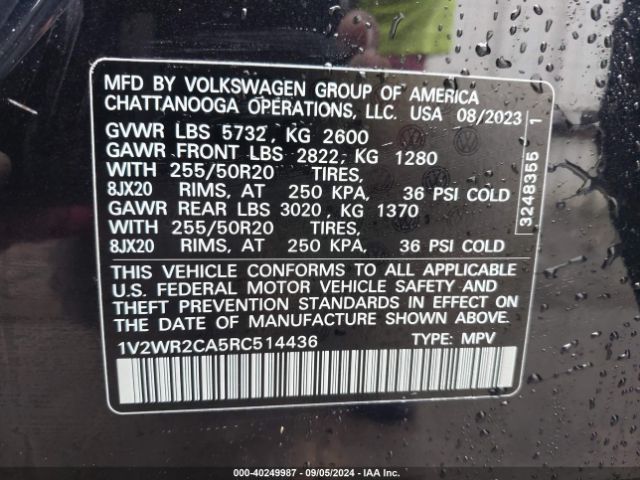 MFD BY VOLKSWAGEN GROUP OF AMERICA
CHATTANOOGA OPERATIONS, LLC. USA 08/2023
GVWR LBS 5732, KG 2600
GAWR FRONT LBS 2822, KG 1280
WITH 255/50R20 TIRES,
8JX20 RIMS, AT 250 KPA, 36 PSI COLD
GAWR REAR LBS 3020, KG 1370
WITH 255/50R20 TIRES,
8JX20 RIMS, AT 250 KPA, 36 PSI COLD
THIS VEHICLE CONFORMS TO ALL APPLICABLE
U.S. FEDERAL MOTOR VEHICLE SAFETY AND
THEFT PREVENTION STANDARDS IN EFFECT ON
THE DATE OF MANUFACTURE SHOWN ABOVE.
1V2WR2CA5RC514436 TYPE: MPV
3248355 1
000-40249987 - 09/05/2024 - IAA Inc.